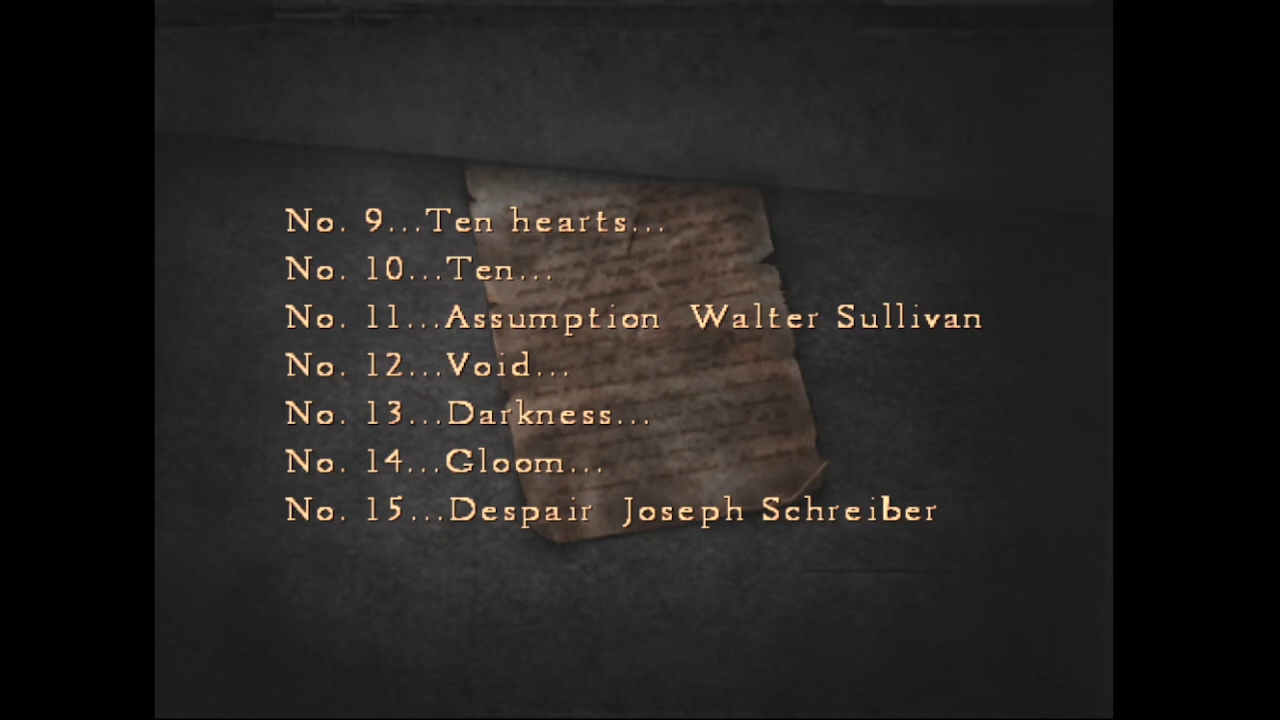 No. 9...Ten hearts...
No. 10...Ten...
No. 11...Assumption Walter Sullivan
No. 12...Void...
No. 13...Darkness...
No. 14...Gloom...
No. 15...Despair Joseph Schreiber